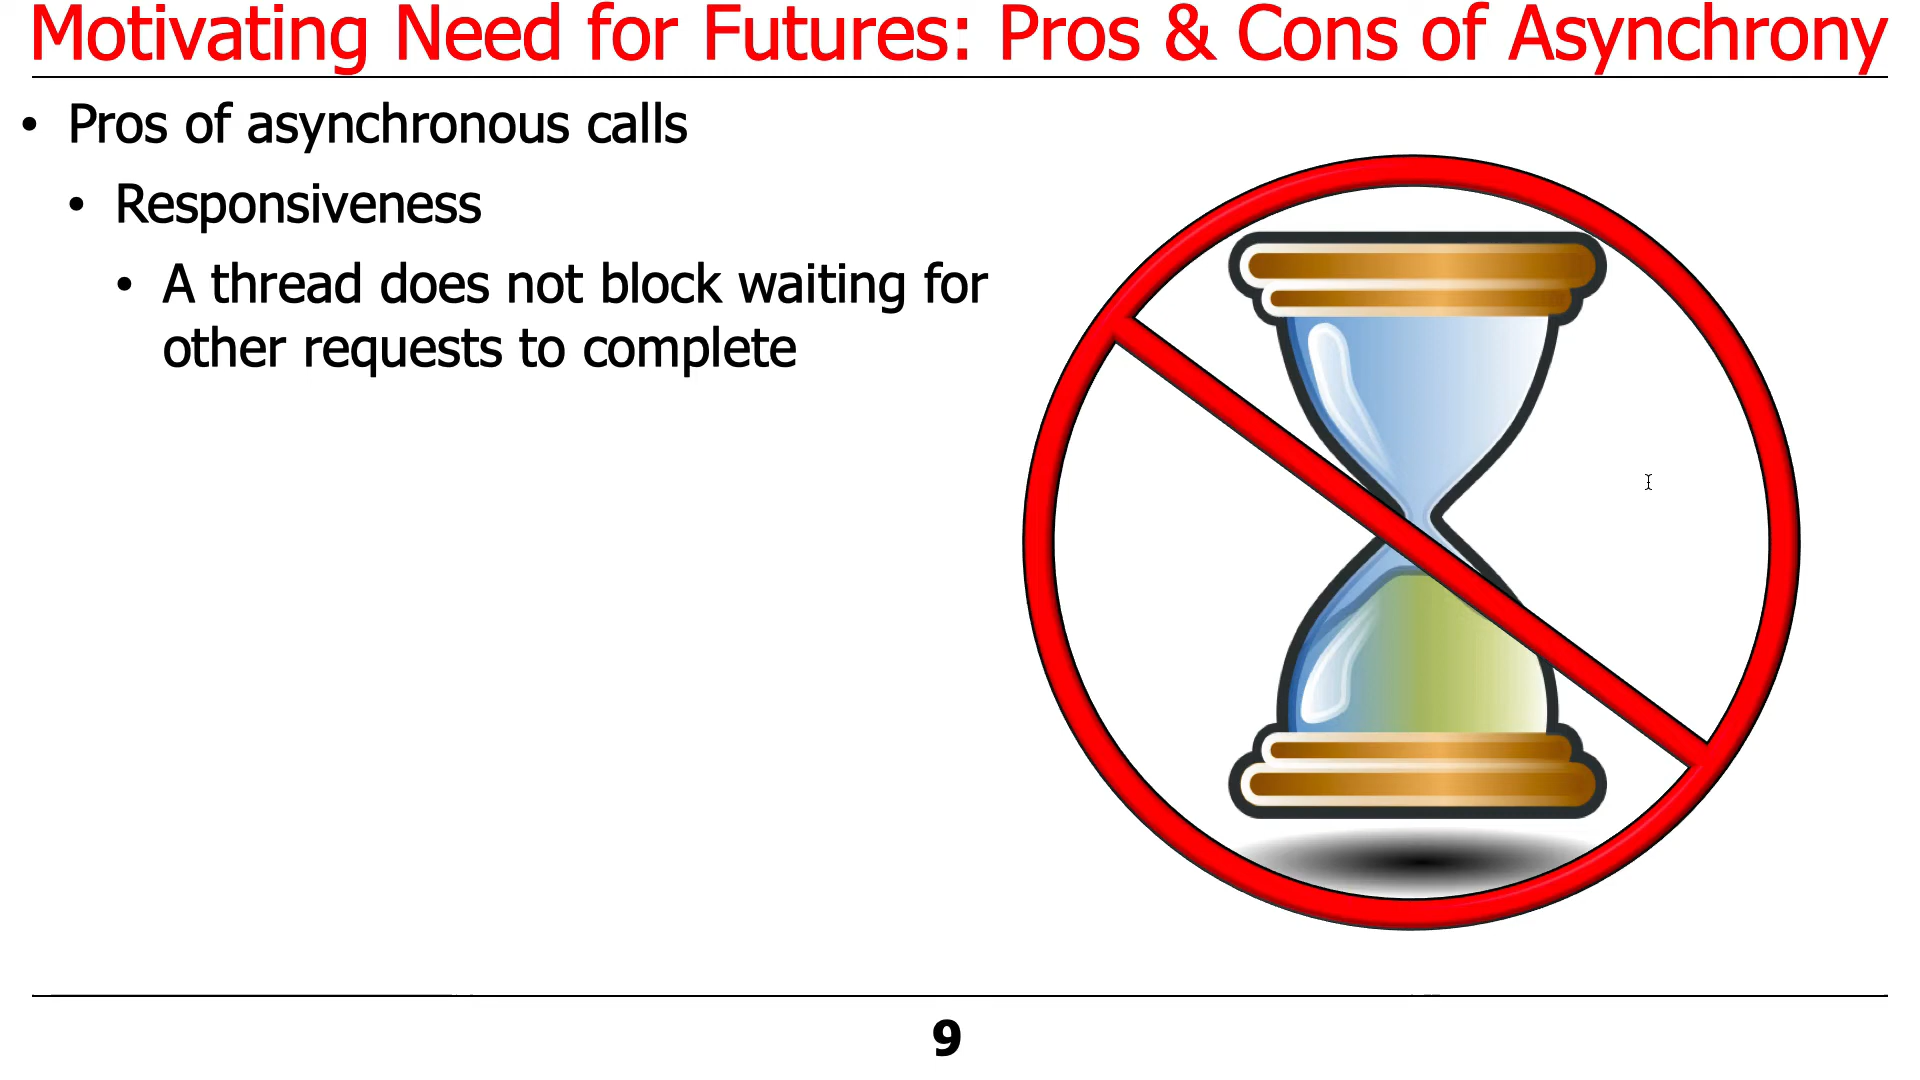 Motivating Need for Futures: Pros & Cons of Asynchrony
• Pros of asynchronous calls
• Responsiveness
• A thread does not block waiting for
other requests to complete
9